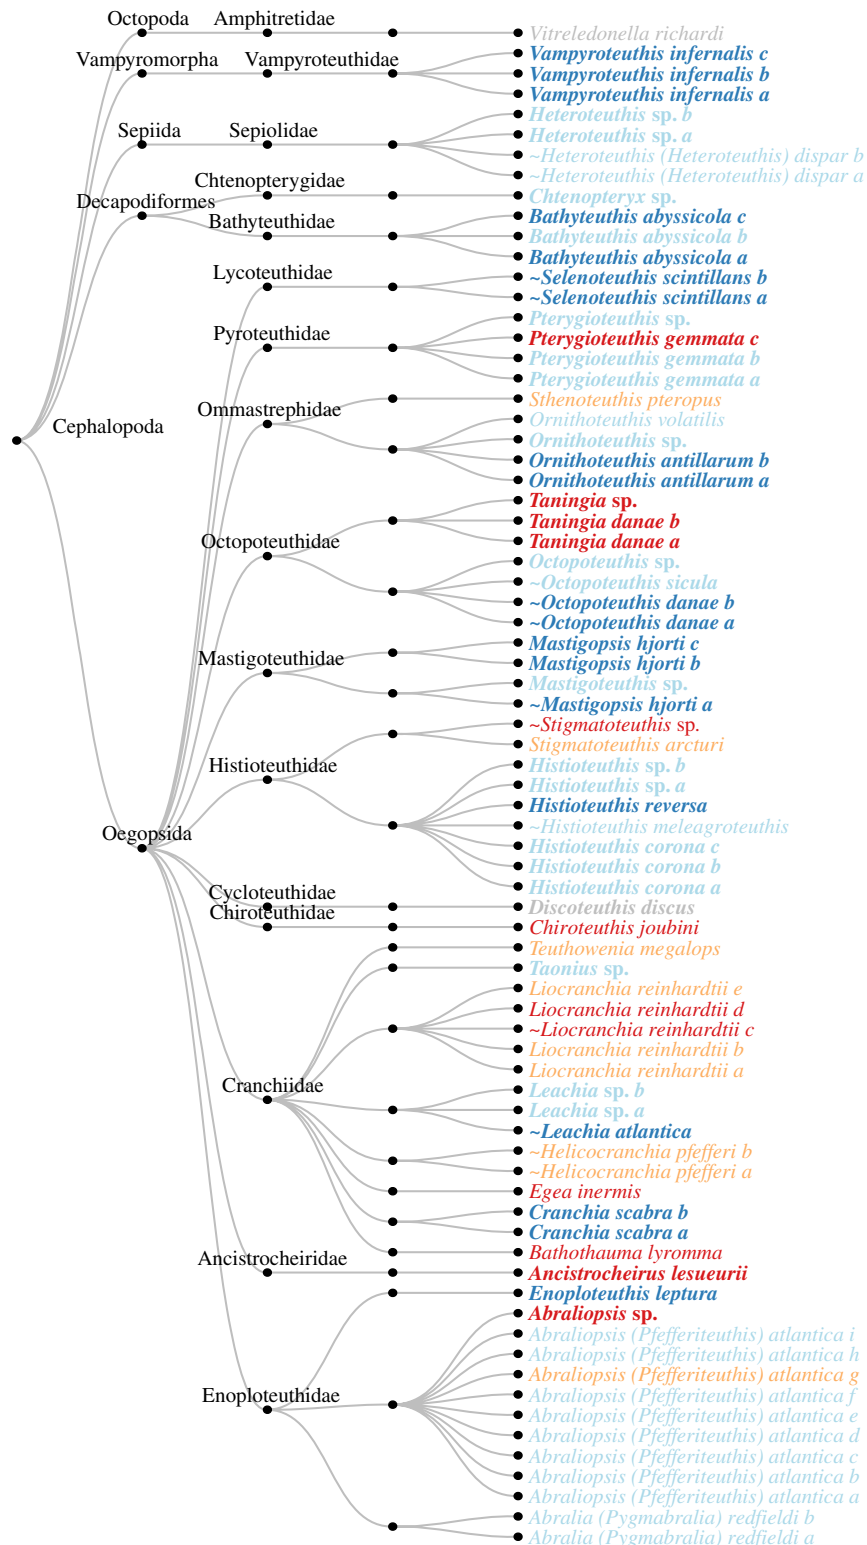 Octopoda Amphitretidae
Vitreledonella richardi
Vampyroteuthis infernalis c
Vampyromorpha Vampyroteuthidae Vampyroteuthis infernalis b
Vampyroteuthis infernalis a
Heteroteuthis sp. b
Sepiida Sepiolidae Heteroteuthis sp. a
~Heteroteuthis (Heteroteuthis) dispar b
~Heteroteuthis (Heteroteuthis) dispar a
Chtenopterygidae Chtenopteryx sp.
Decapodiformes Bathyteuthis abyssicola c
Bathyteuthidae Bathyteuthis abyssicola b
Bathyteuthis abyssicola a
Lycoteuthidae ~Selenoteuthis scintillans b
~Selenoteuthis scintillans a
Pterygioteuthis sp.
Pyroteuthidae Pterygioteuthis gemmata c
Pterygioteuthis gemmata b
Pterygioteuthis gemmata a
Sthenoteuthis pteropus
Ommastrephidae Ornithoteuthis volatilis
Cephalopoda Ornithoteuthis sp.
Ornithoteuthis antillarum b
Ornithoteuthis antillarum a
Taningia sp.
Taningia danae b
Octopoteuthidae Taningia danae a
Octopoteuthis sp.
~Octopoteuthis sicula
~Octopoteuthis danae b
~Octopoteuthis danae a
Mastigopsis hjorti c
Mastigoteuthidae Mastigopsis hjorti b
Mastigoteuthis sp.
~Mastigopsis hjorti a
~Stigmatoteuthis sp.
Stigmatoteuthis arcturi
Histioteuthidae Histioteuthis sp. b
Histioteuthis sp. a
Histioteuthis reversa
Oegopsida ~Histioteuthis meleagroteuthis
Histioteuthis corona c
Histioteuthis corona b
Histioteuthis corona a
Cycloteuthidae Discoteuthis discus
Chiroteuthidae Chiroteuthis joubini
Teuthowenia megalops
Taonius sp.
Liocranchia reinhardtii e
Liocranchia reinhardtii d
~Liocranchia reinhardtii c
Liocranchia reinhardtii b
Liocranchia reinhardtii a
Cranchiidae Leachia sp. b
Leachia sp. a
~Leachia atlantica
~Helicocranchia pfefferi b
~Helicocranchia pfefferi a
Egea inermis
Cranchia scabra b
Cranchia scabra a
Bathothauma lyromma
Ancistrocheiridae Ancistrocheirus lesueurii
Enoploteuthis leptura
Abraliopsis sp.
Abraliopsis (Pfefferiteuthis) atlantica i
Abraliopsis (Pfefferiteuthis) atlantica h
Abraliopsis (Pfefferiteuthis) atlantica g
Enoploteuthidae Abraliopsis (Pfefferiteuthis) atlantica f
Abraliopsis (Pfefferiteuthis) atlantica e
Abraliopsis (Pfefferiteuthis) atlantica d
Abraliopsis (Pfefferiteuthis) atlantica c
Abraliopsis (Pfefferiteuthis) atlantica b
Abraliopsis (Pfefferiteuthis) atlantica a
Abralia (Pygmabralia) redfieldi b
Abralia (Pygmabralia) redfieldi a